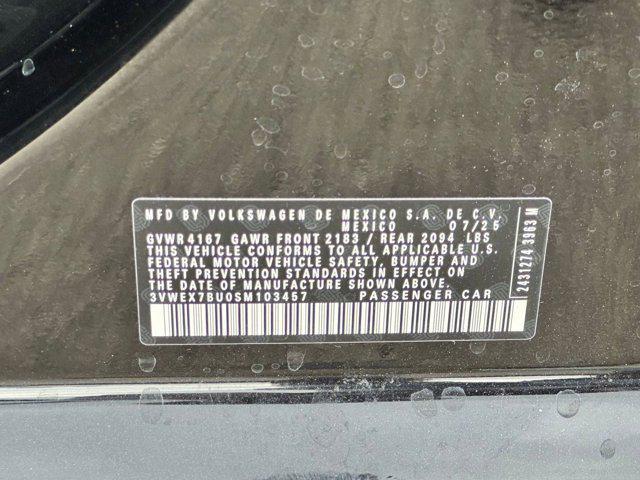 MFD BY VOLKSWAGEN DE MEXICO S.A. DE C.V.
MEXICO 07/25
GVWR 4167 GAWR FRONT 2183 / REAR 2094 LBS
THIS VEHICLE CONFORMS TO ALL APPLICABLE U.S.
FEDERAL MOTOR VEHICLE SAFETY, BUMPER AND
THEFT PREVENTION STANDARDS IN EFFECT ON
THE DATE OF MANUFACTURE SHOWN ABOVE.
3VWEX7BU0SM103457 PASSENGER CAR
2431274 3963 M